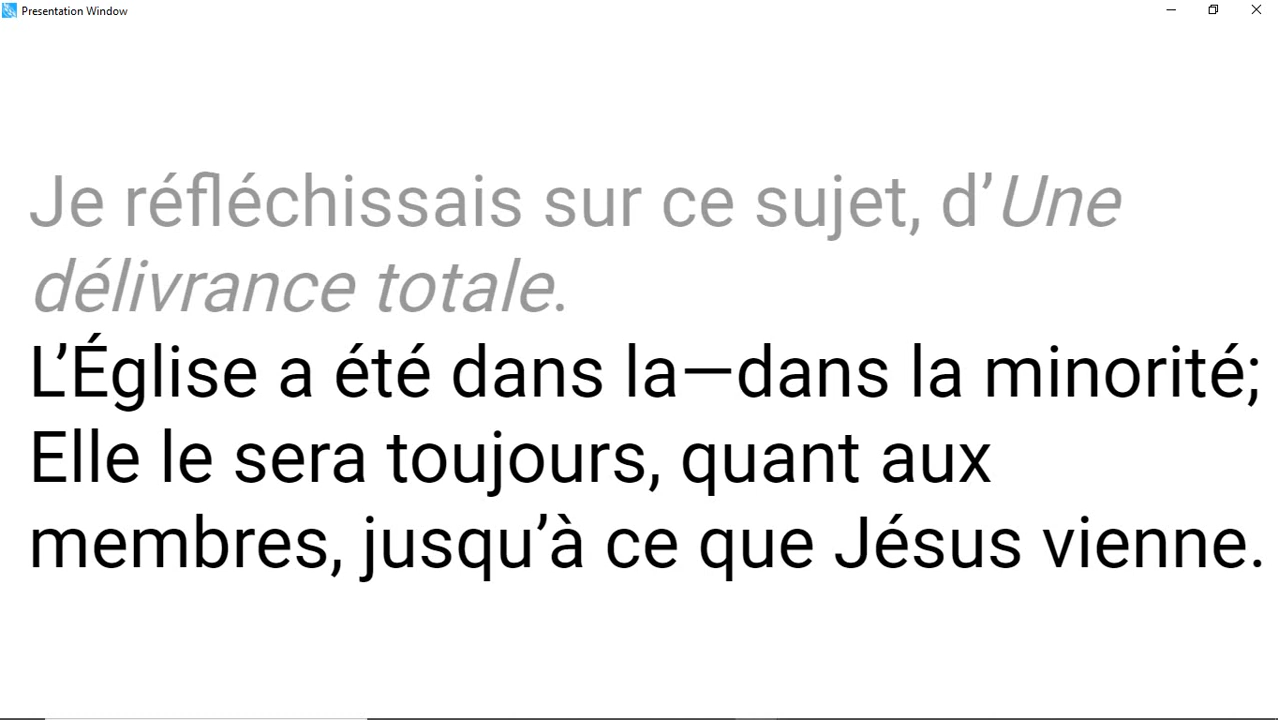 Presentation Window
Je réfléchissais sur ce sujet, d’Une
délivrance totale.
L’Église a été dans la—dans la minorité;
Elle le sera toujours, quant aux
membres, jusqu’à ce que Jésus vienne.